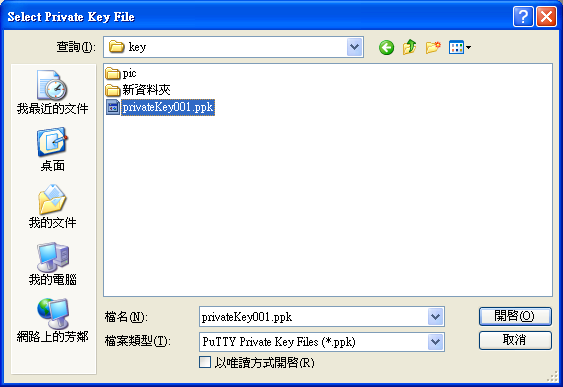 Select Private Key File
查詢(I):
key
我最近的文件
桌面
我的文件
我的電腦
網路上的芳鄰
pic
新資料夾
privateKey001.ppk
檔名(N):
privateKey001.ppk
開啓(O)
檔案類型(T):
PuTTY Private Key Files (*.ppk)
取消
以唯讀方式開啓(R)